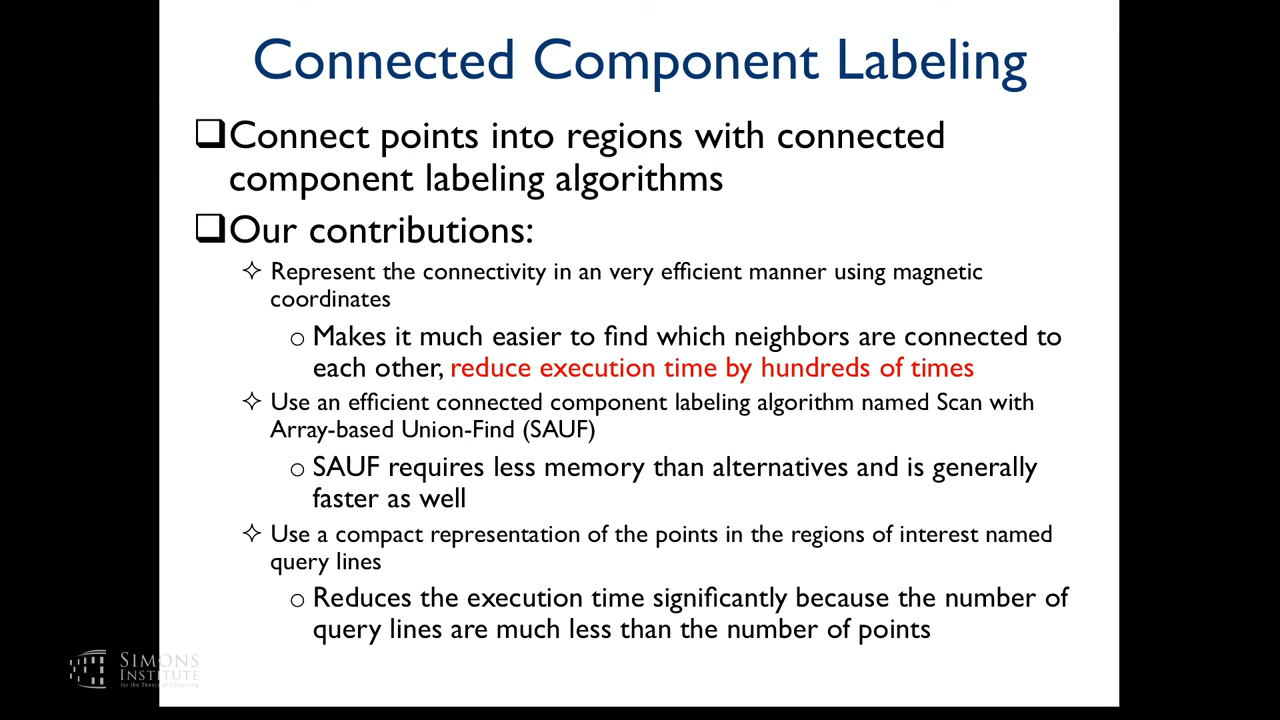 Connected Component Labeling
❑Connect points into regions with connected
component labeling algorithms
❑Our contributions:
✧ Represent the connectivity in an very efficient manner using magnetic
coordinates
o Makes it much easier to find which neighbors are connected to
each other, reduce execution time by hundreds of times
✧ Use an efficient connected component labeling algorithm named Scan with
Array-based Union-Find (SAUF)
o SAUF requires less memory than alternatives and is generally
faster as well
✧ Use a compact representation of the points in the regions of interest named
query lines
o Reduces the execution time significantly because the number of
query lines are much less than the number of points
SIMONS
INSTITUTE
for the Theory of Computing